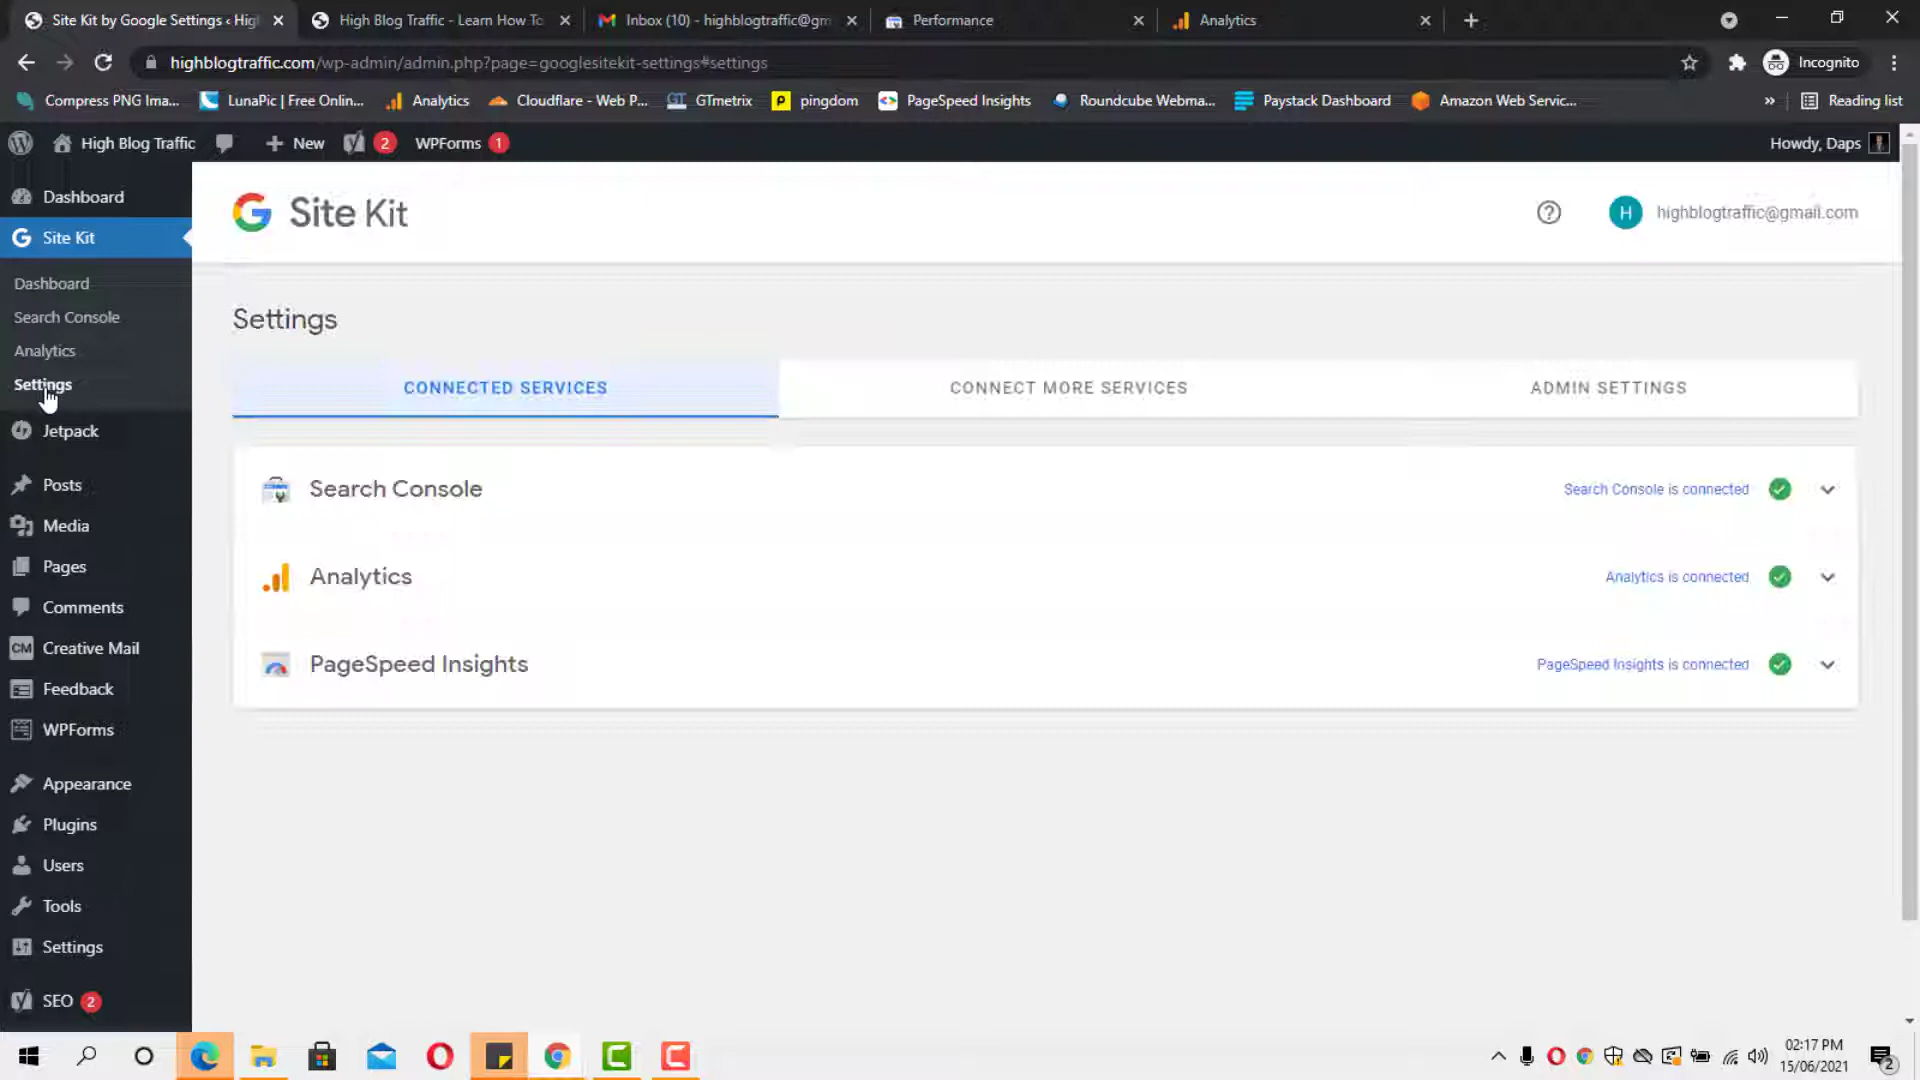 Site Kit by Google Settings ‹ Hig
High Blog Traffic - Learn How To
Inbox (10) - highblogtraffic@gm
Performance
Analytics
highblogtraffic.com/wp-admin/admin.php?page=googlesitekit-settings#settings
Incognito
Compress PNG Ima...
LunaPic | Free Onlin...
Analytics
Cloudflare - Web P...
GT
GTmetrix
p
pingdom
PageSpeed Insights
Roundcube Webma...
Paystack Dashboard
Amazon Web Servic...
»
Reading list
High Blog Traffic
New
2
WPForms
1
Howdy, Daps
Dashboard
Site Kit
Dashboard
Search Console
Analytics
Settings
Jetpack
Posts
Media
Pages
Comments
CM
Creative Mail
Feedback
WPForms
Appearance
Plugins
Users
Tools
Settings
SEO
2
G Site Kit
?
H
highblogtraffic@gmail.com
Settings
CONNECTED SERVICES
CONNECT MORE SERVICES
ADMIN SETTINGS
Search Console
Search Console is connected
Analytics
Analytics is connected
PageSpeed Insights
PageSpeed Insights is connected
02:17 PM
15/06/2021
2